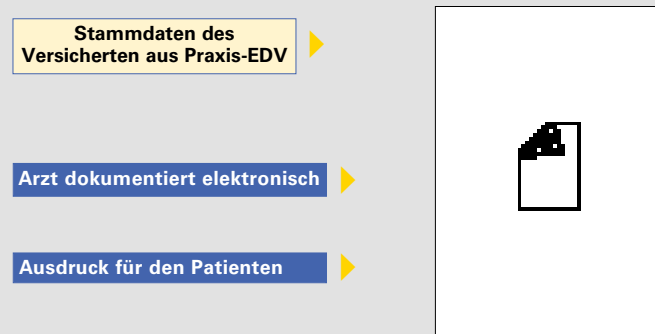 Stammdaten des
Versicherten aus Praxis-EDV
Arzt dokumentiert elektronisch
Ausdruck für den Patienten